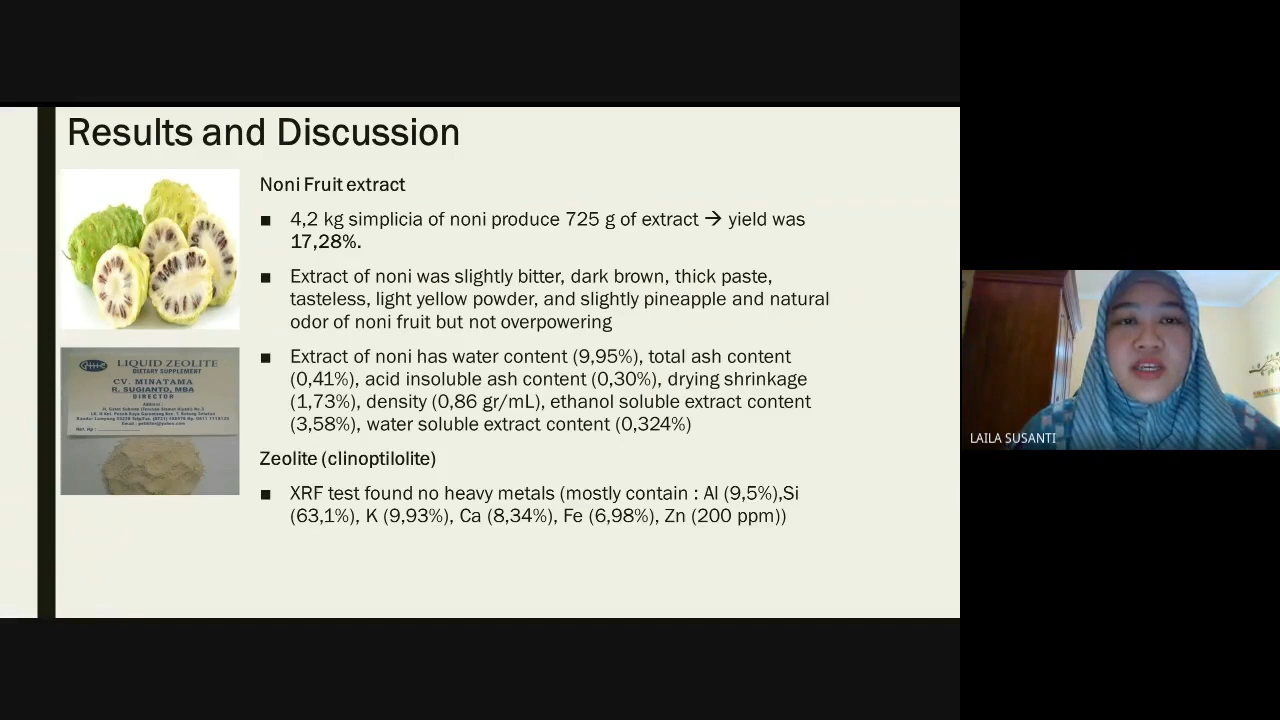 Results and Discussion
Noni Fruit extract
■ 4,2 kg simplicia of noni produce 725 g of extract → yield was
17,28%.
■ Extract of noni was slightly bitter, dark brown, thick paste,
tasteless, light yellow powder, and slightly pineapple and natural
odor of noni fruit but not overpowering
■ Extract of noni has water content (9,95%), total ash content
(0,41%), acid insoluble ash content (0,30%), drying shrinkage
(1,73%), density (0,86 gr/mL), ethanol soluble extract content
(3,58%), water soluble extract content (0,324%)
Zeolite (clinoptilolite)
■ XRF test found no heavy metals (mostly contain : Al (9,5%),Si
(63,1%), K (9,93%), Ca (8,34%), Fe (6,98%), Zn (200 ppm))
LIQUID ZEOLITE
DIETARY SUPPLEMENT
CV. MINATAMA
R. SUGIANTO, MBA
DIRECTOR
LAILA SUSANTI